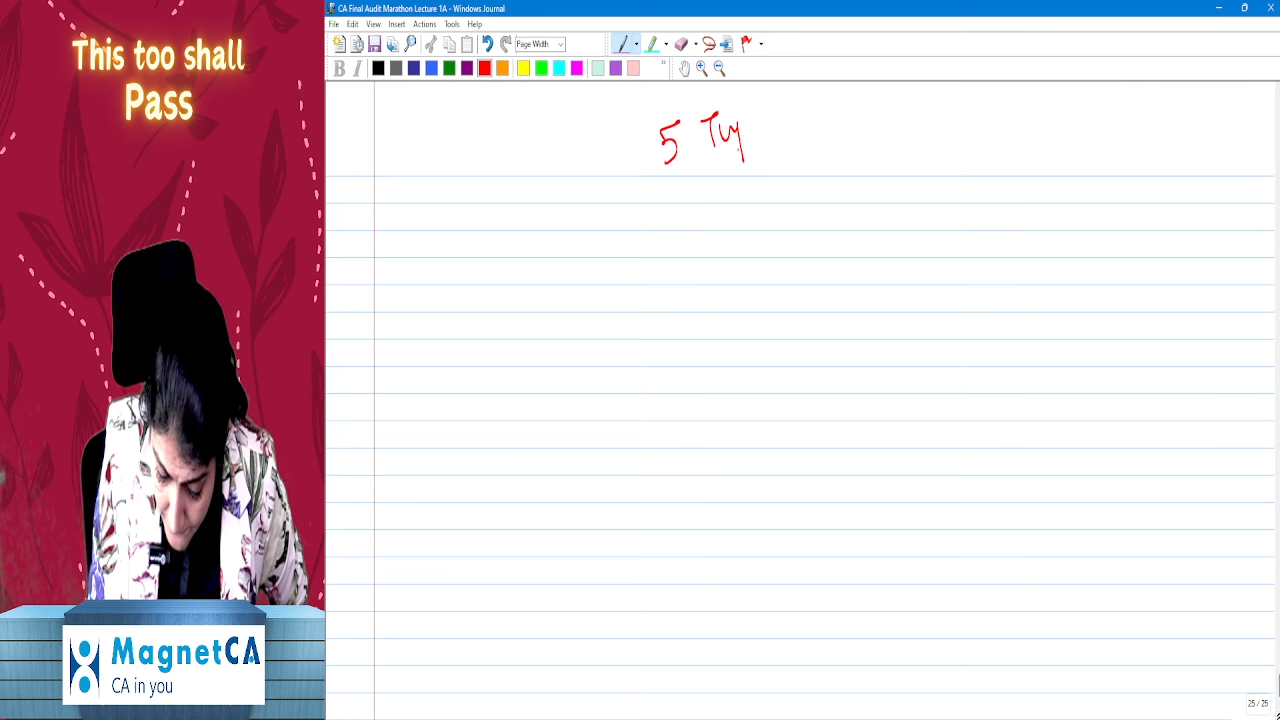 CA Final Audit Marathon Lecture 1A - Windows Journal
File Edit View Insert Actions Tools Help
Page Width
B I
This too shall
Pass
5 Ty
MagnetCA
CA in you
25 / 25